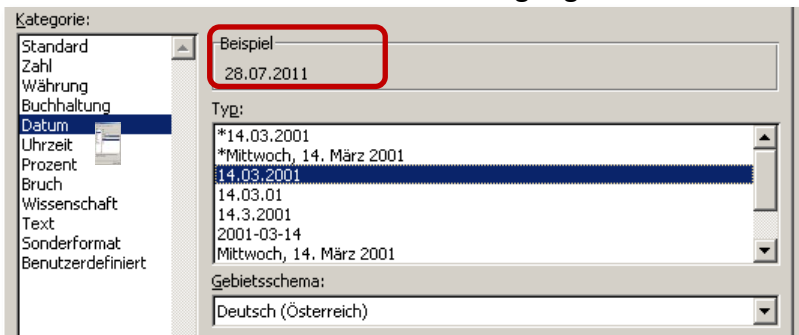 Kategorie:
Standard
Zahl
Währung
Buchhaltung
Datum
Uhrzeit
Prozent
Bruch
Wissenschaft
Text
Sonderformat
Benutzerdefiniert
Beispiel
28.07.2011
Typ:
*14.03.2001
*Mittwoch, 14. März 2001
14.03.2001
14.03.01
14.3.2001
2001-03-14
Mittwoch, 14. März 2001
Gebietsschema:
Deutsch (Österreich)